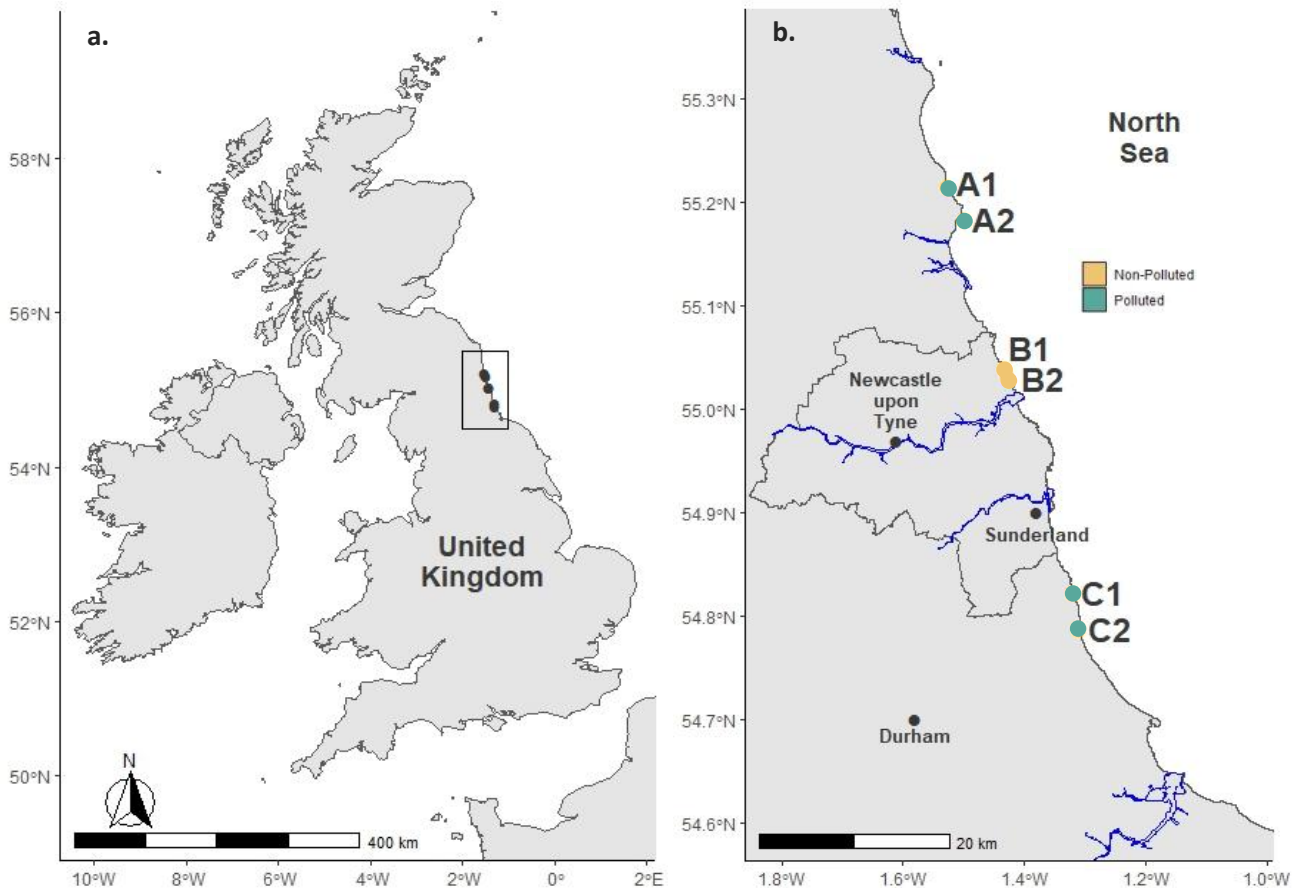 a.
58°N
56°N
54°N
52°N
50°N
United
Kingdom
N
400 km
10°W
8°W
6°W
4°W
2°W
0°
2°E
b.
55.3°N
55.2°N
55.1°N
55.0°N
54.9°N
54.8°N
54.7°N
54.6°N
North
Sea
A1
A2
Non-Polluted
Polluted
B1
B2
Newcastle
upon
Tyne
Sunderland
C1
C2
Durham
20 km
1.8°W
1.6°W
1.4°W
1.2°W
1.0°W